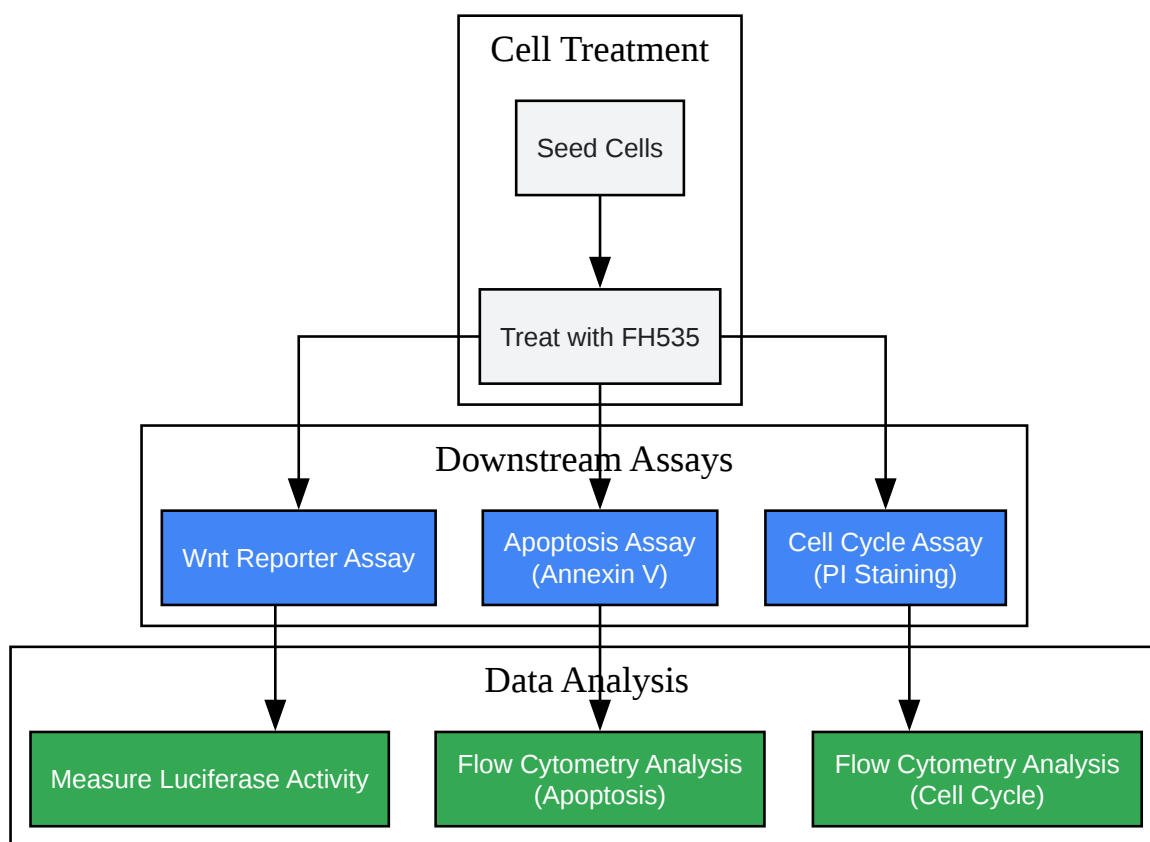 Cell Treatment
Seed Cells
Treat with FH535
Downstream Assays
Wnt Reporter Assay
Apoptosis Assay
(Annexin V)
Cell Cycle Assay
(PI Staining)
Data Analysis
Measure Luciferase Activity
Flow Cytometry Analysis
(Apoptosis)
Flow Cytometry Analysis
(Cell Cycle)